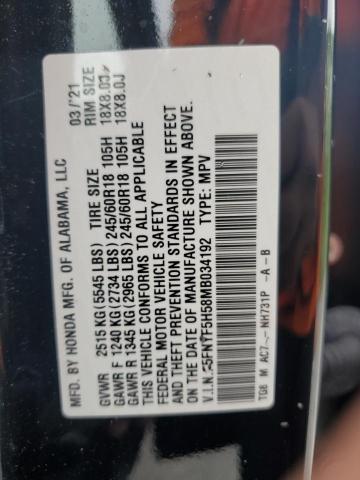 MFD. BY HONDA MFG. OF ALABAMA, LLC 03/'21
TIRE SIZE RIM SIZE
GVWR 2515 KG(5545 LBS)
GAWR F 1240 KG(2734 LBS) 245/60R18 105H 18X8.0J
GAWR R 1345 KG(2965 LBS) 245/60R18 105H 18X8.0J
THIS VEHICLE CONFORMS TO ALL APPLICABLE
FEDERAL MOTOR VEHICLE SAFETY
AND THEFT PREVENTION STANDARDS IN EFFECT
ON THE DATE OF MANUFACTURE SHOWN ABOVE.
V.I.N.: 5FNYF5H58MB034192 TYPE: MPV
TG8 M AC7-- NH731P -A -B